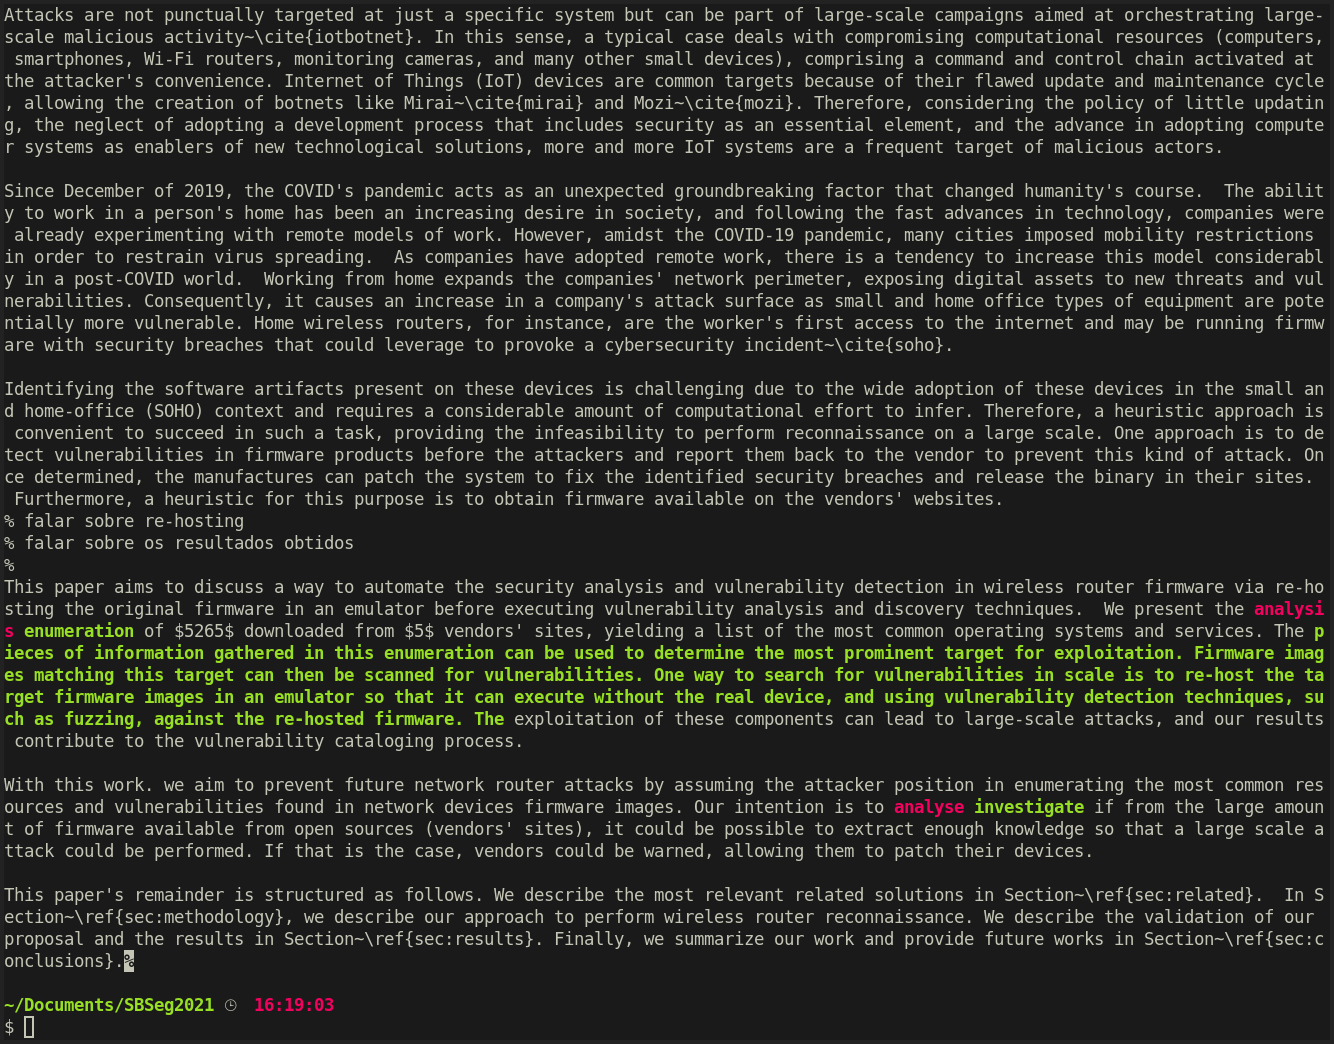 Attacks are not punctually targeted at just a specific system but can be part of large-scale campaigns aimed at orchestrating large-
scale malicious activity~\cite{iotbotnet}. In this sense, a typical case deals with compromising computational resources (computers,
 smartphones, Wi-Fi routers, monitoring cameras, and many other small devices), comprising a command and control chain activated at
the attacker's convenience. Internet of Things (IoT) devices are common targets because of their flawed update and maintenance cycle
, allowing the creation of botnets like Mirai~\cite{mirai} and Mozi~\cite{mozi}. Therefore, considering the policy of little updatin
g, the neglect of adopting a development process that includes security as an essential element, and the advance in adopting compute
r systems as enablers of new technological solutions, more and more IoT systems are a frequent target of malicious actors.

Since December of 2019, the COVID's pandemic acts as an unexpected groundbreaking factor that changed humanity's course.  The abilit
y to work in a person's home has been an increasing desire in society, and following the fast advances in technology, companies were
 already experimenting with remote models of work. However, amidst the COVID-19 pandemic, many cities imposed mobility restrictions
in order to restrain virus spreading.  As companies have adopted remote work, there is a tendency to increase this model considerabl
y in a post-COVID world.  Working from home expands the companies' network perimeter, exposing digital assets to new threats and vul
nerabilities. Consequently, it causes an increase in a company's attack surface as small and home office types of equipment are pote
ntially more vulnerable. Home wireless routers, for instance, are the worker's first access to the internet and may be running firmw
are with security breaches that could leverage to provoke a cybersecurity incident~\cite{soho}.

Identifying the software artifacts present on these devices is challenging due to the wide adoption of these devices in the small an
d home-office (SOHO) context and requires a considerable amount of computational effort to infer. Therefore, a heuristic approach is
 convenient to succeed in such a task, providing the infeasibility to perform reconnaissance on a large scale. One approach is to de
tect vulnerabilities in firmware products before the attackers and report them back to the vendor to prevent this kind of attack. On
ce determined, the manufactures can patch the system to fix the identified security breaches and release the binary in their sites.
 Furthermore, a heuristic for this purpose is to obtain firmware available on the vendors' websites.
% falar sobre re-hosting
% falar sobre os resultados obtidos
%
This paper aims to discuss a way to automate the security analysis and vulnerability detection in wireless router firmware via re-ho
sting the original firmware in an emulator before executing vulnerability analysis and discovery techniques.  We present the analysi
s enumeration of $5265$ downloaded from $5$ vendors' sites, yielding a list of the most common operating systems and services. The p
ieces of information gathered in this enumeration can be used to determine the most prominent target for exploitation. Firmware imag
es matching this target can then be scanned for vulnerabilities. One way to search for vulnerabilities in scale is to re-host the ta
rget firmware images in an emulator so that it can execute without the real device, and using vulnerability detection techniques, su
ch as fuzzing, against the re-hosted firmware. The exploitation of these components can lead to large-scale attacks, and our results
 contribute to the vulnerability cataloging process.

With this work. we aim to prevent future network router attacks by assuming the attacker position in enumerating the most common res
ources and vulnerabilities found in network devices firmware images. Our intention is to analyse investigate if from the large amoun
t of firmware available from open sources (vendors' sites), it could be possible to extract enough knowledge so that a large scale a
ttack could be performed. If that is the case, vendors could be warned, allowing them to patch their devices.

This paper's remainder is structured as follows. We describe the most relevant related solutions in Section~\ref{sec:related}.  In S
ection~\ref{sec:methodology}, we describe our approach to perform wireless router reconnaissance. We describe the validation of our
proposal and the results in Section~\ref{sec:results}. Finally, we summarize our work and provide future works in Section~\ref{sec:c
onclusions}.%

~/Documents/SBSeg2021 ◷ 16:19:03
$